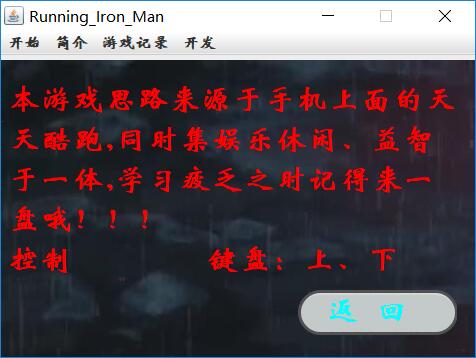 Running_Iron_Man
开始 简介 游戏记录 开发
本游戏思路来源于手机上面的天
天酷跑,同时集娱乐休闲、益智
于一体,学习疲乏之时记得来一
盘哦！！！
控制 键盘：上、下
返 回